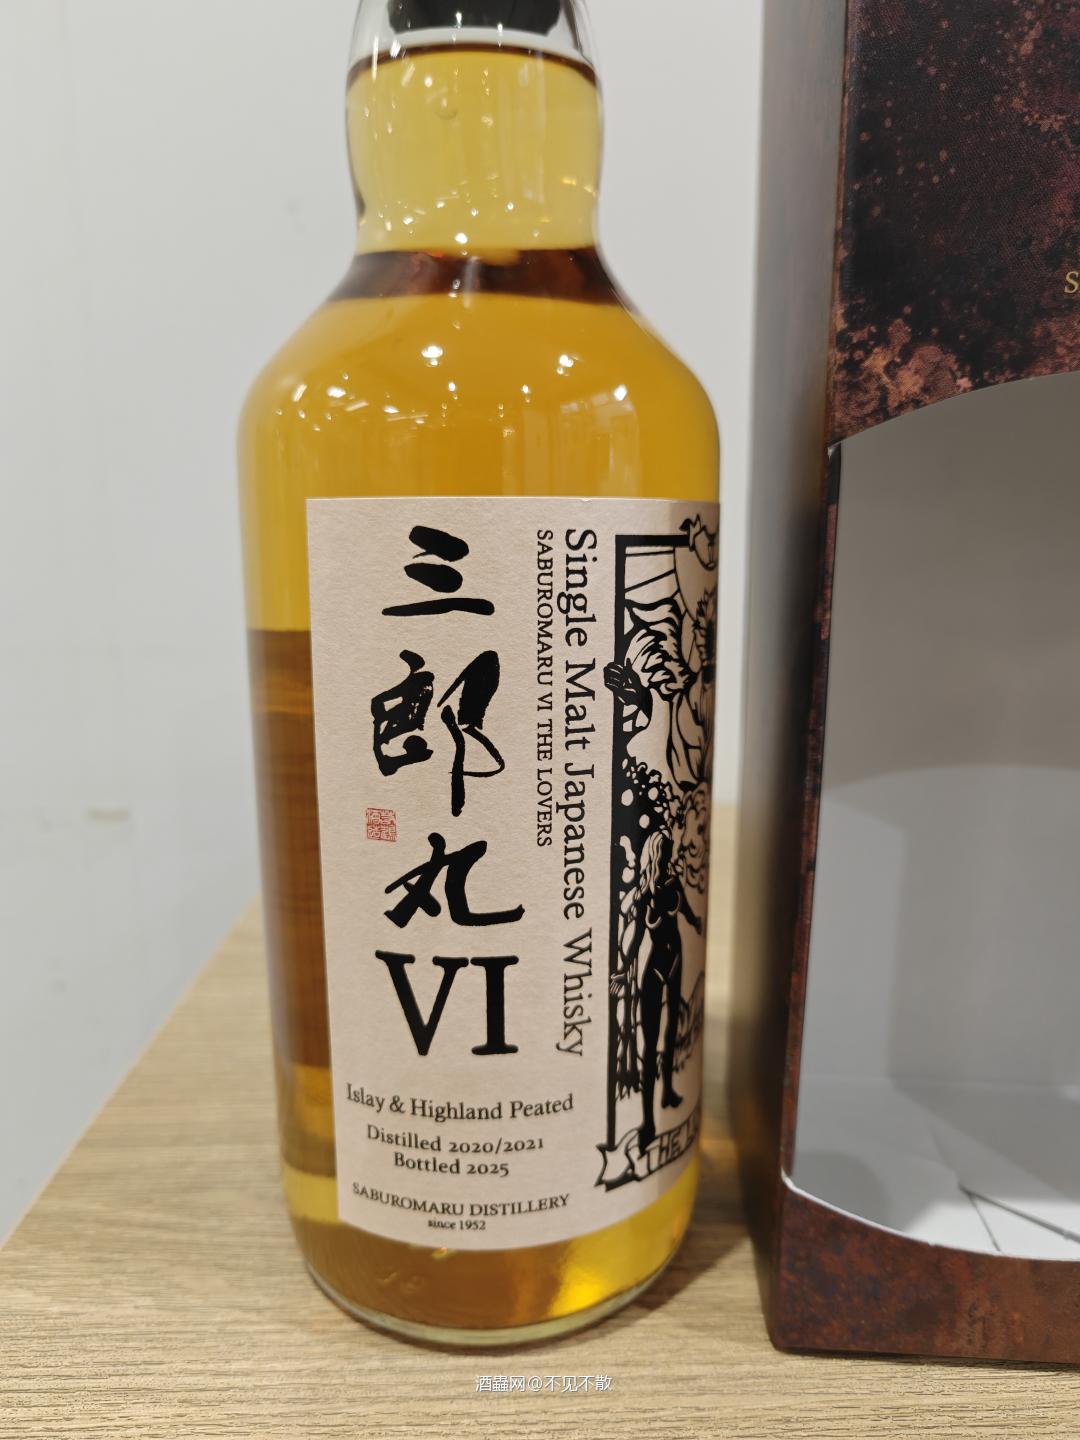 三郎丸
VI
Single Malt Japanese Whisky
SABUROMARU VI THE LOVERS
Islay & Highland Peated
Distilled 2020/2021
Bottled 2025
SABUROMARU DISTILLERY
since 1952
THE L
S
酒蟲网@不见不散